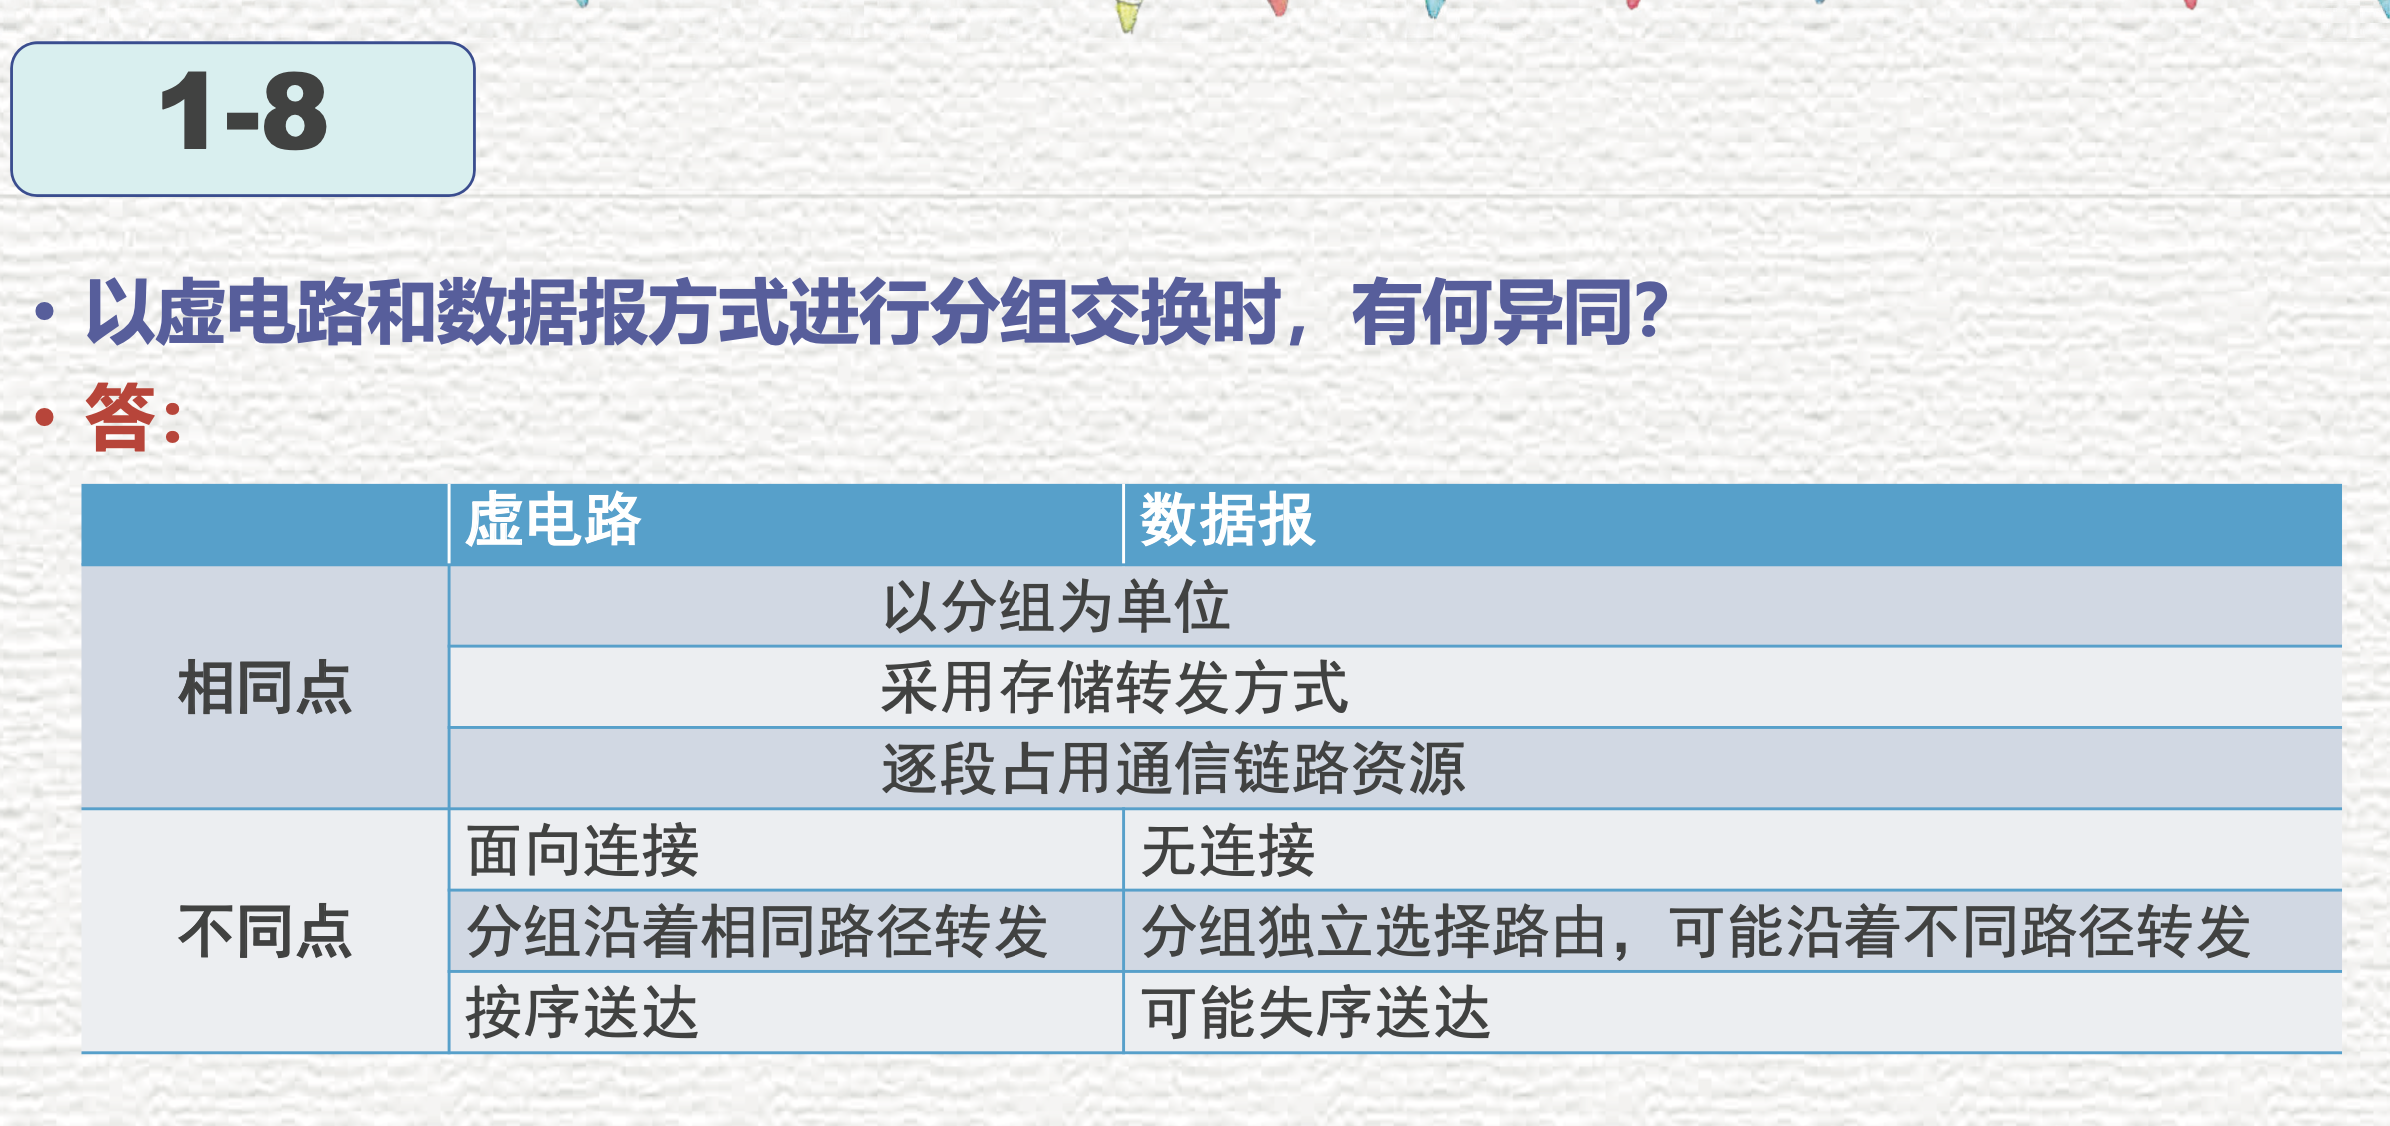 1-8
• 以虚电路和数据报方式进行分组交换时，有何异同？
• 答：
虚电路 数据报
相同点
以分组为单位
采用存储转发方式
逐段占用通信链路资源
不同点
面向连接 无连接
分组沿着相同路径转发 分组独立选择路由，可能沿着不同路径转发
按序送达 可能失序送达